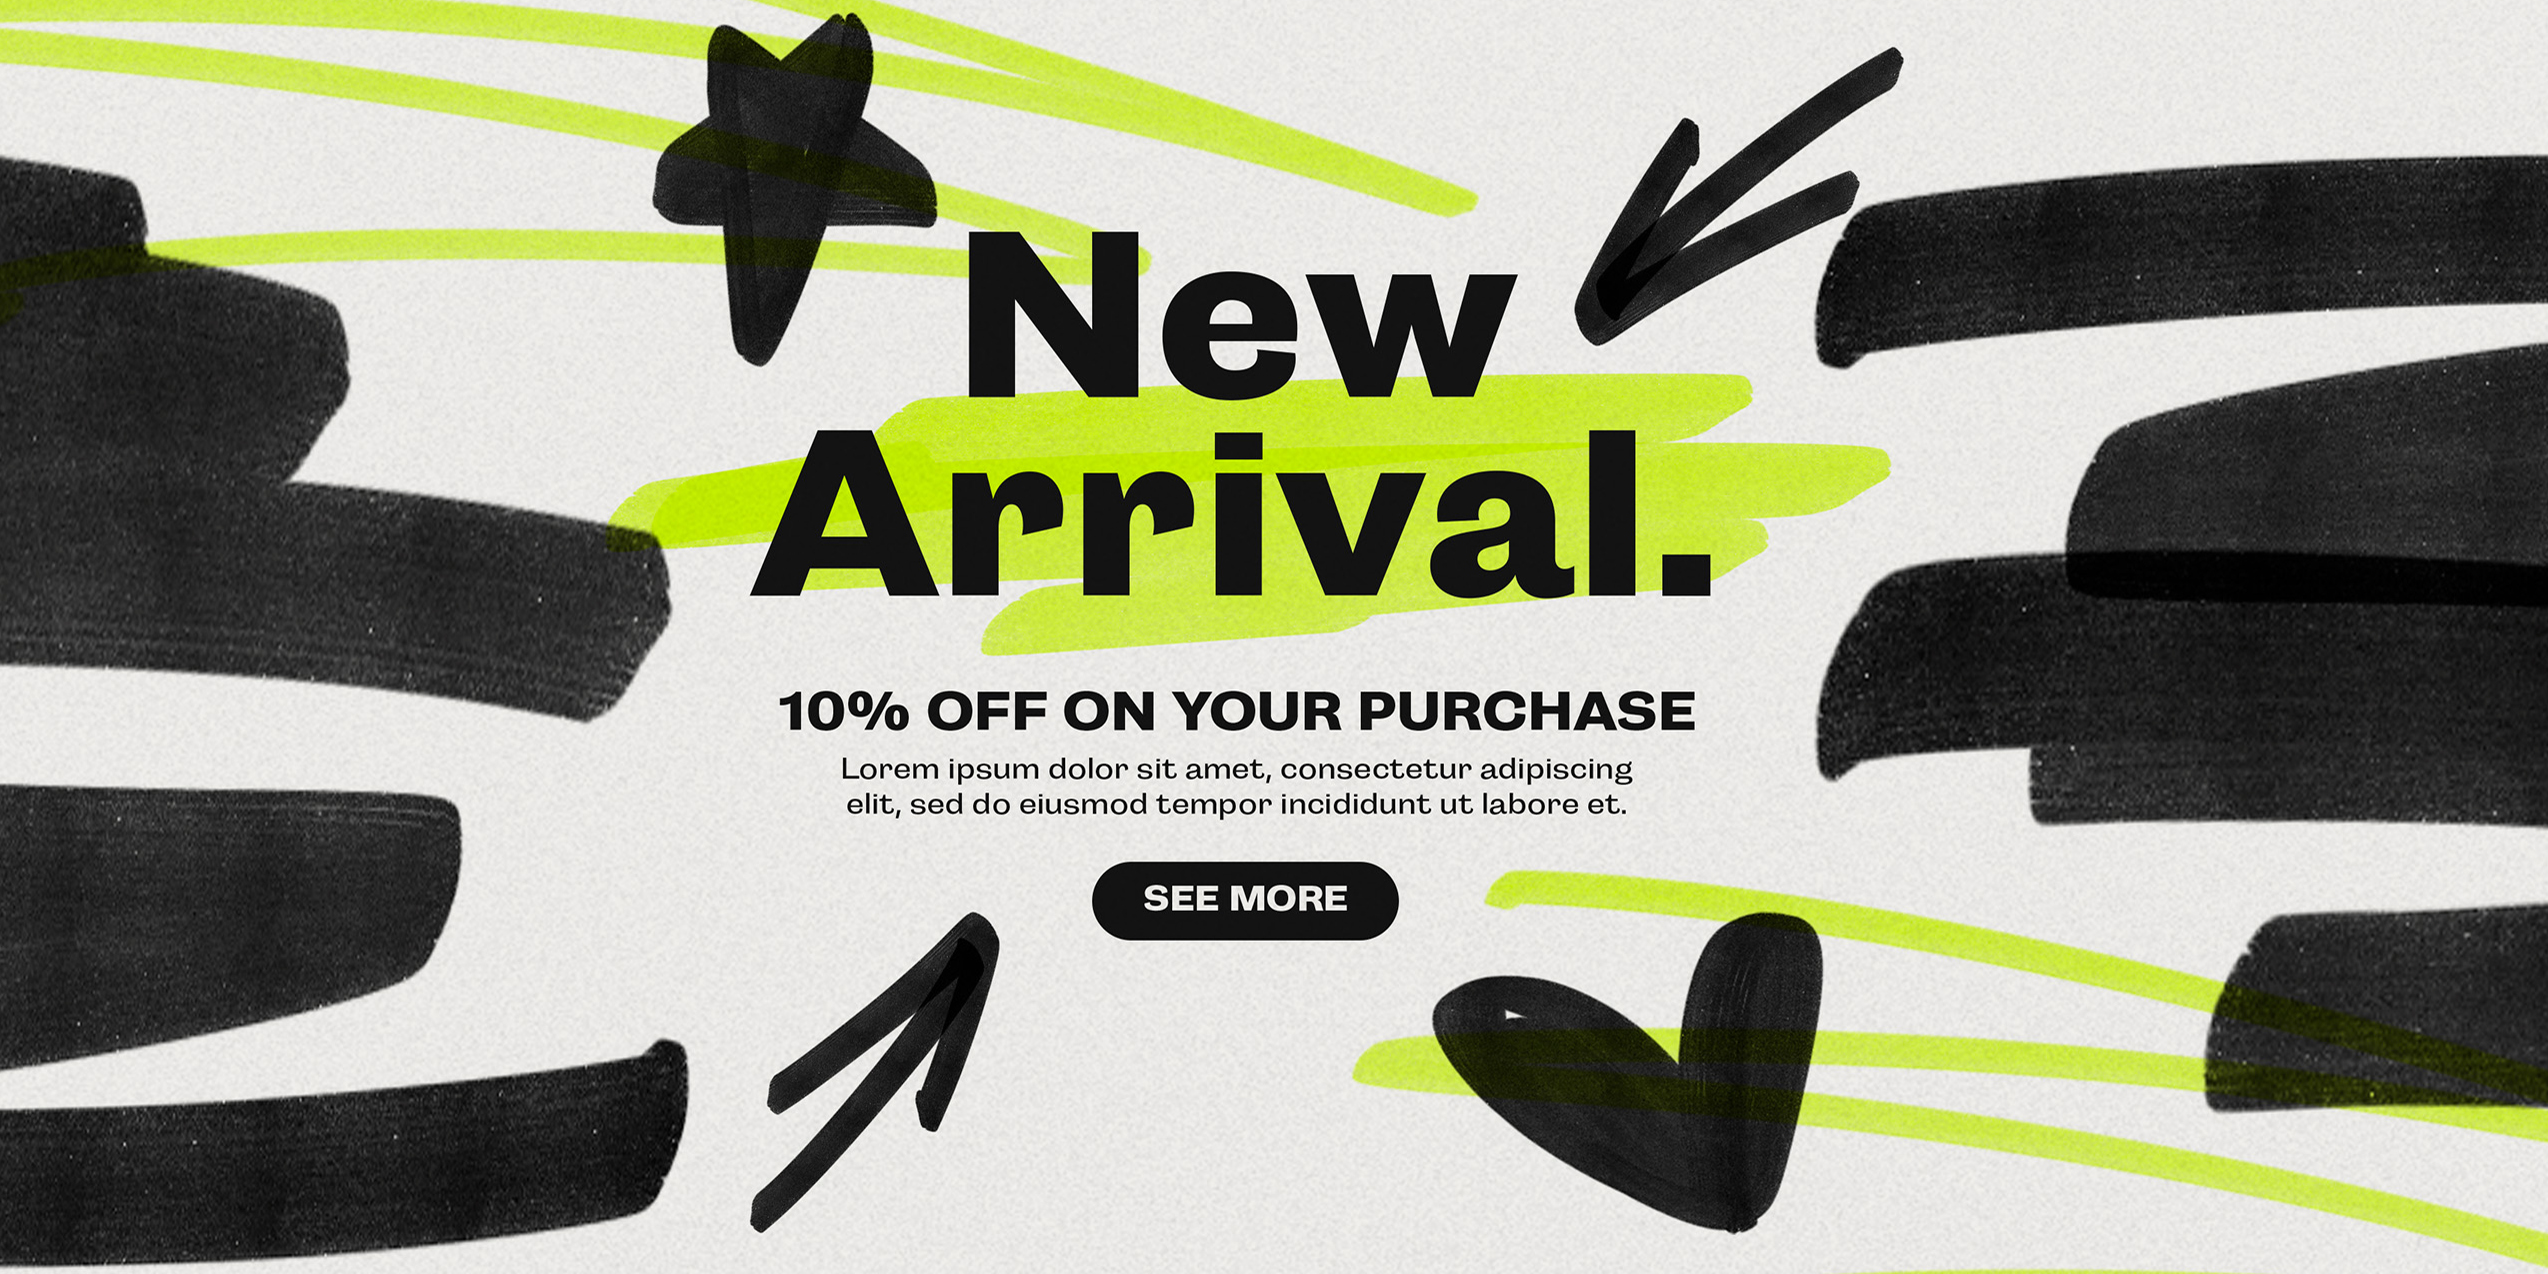 New
Arrival.
10% OFF ON YOUR PURCHASE
Lorem ipsum dolor sit amet, consectetur adipiscing
elit, sed do eiusmod tempor incididunt ut labore et.
SEE MORE